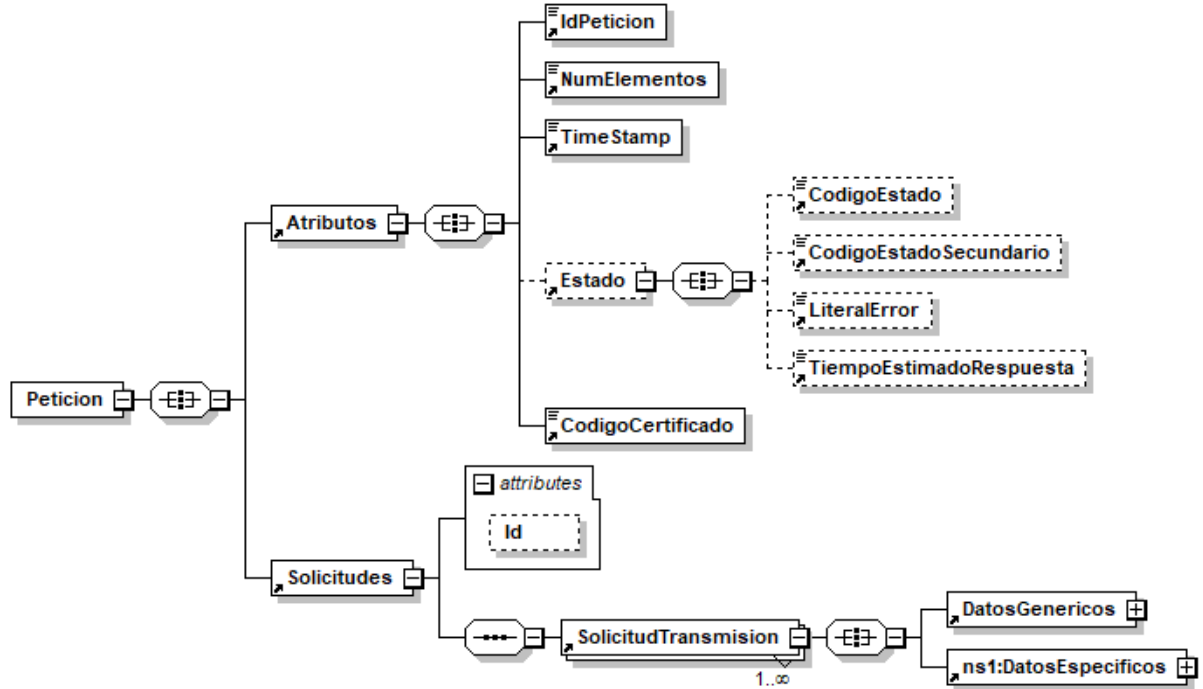 IdPeticion
NumElementos
TimeStamp
CodigoEstado
Atributos
CodigoEstadoSecundario
Estado
LiteralError
TiempoEstimadoRespuesta
Peticion
CodigoCertificado
attributes
Id
Solicitudes
DatosGenericos
SolicitudTransmision
1..∞
ns1:DatosEspecificos